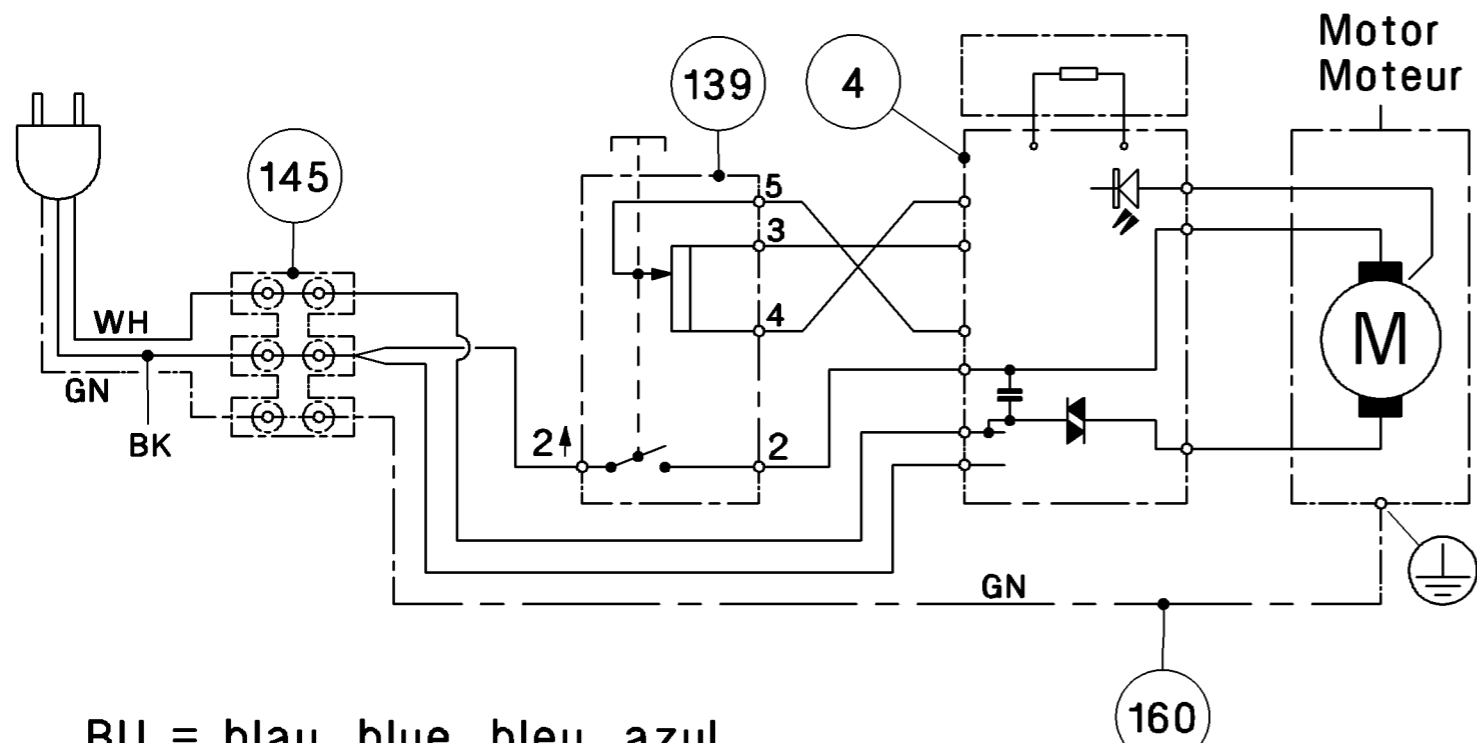 Motor
Moteur
139
4
145
5
3
4
WH
GN
BK
2
2
M
GN
160
BU = blau, blue, bleu, azul